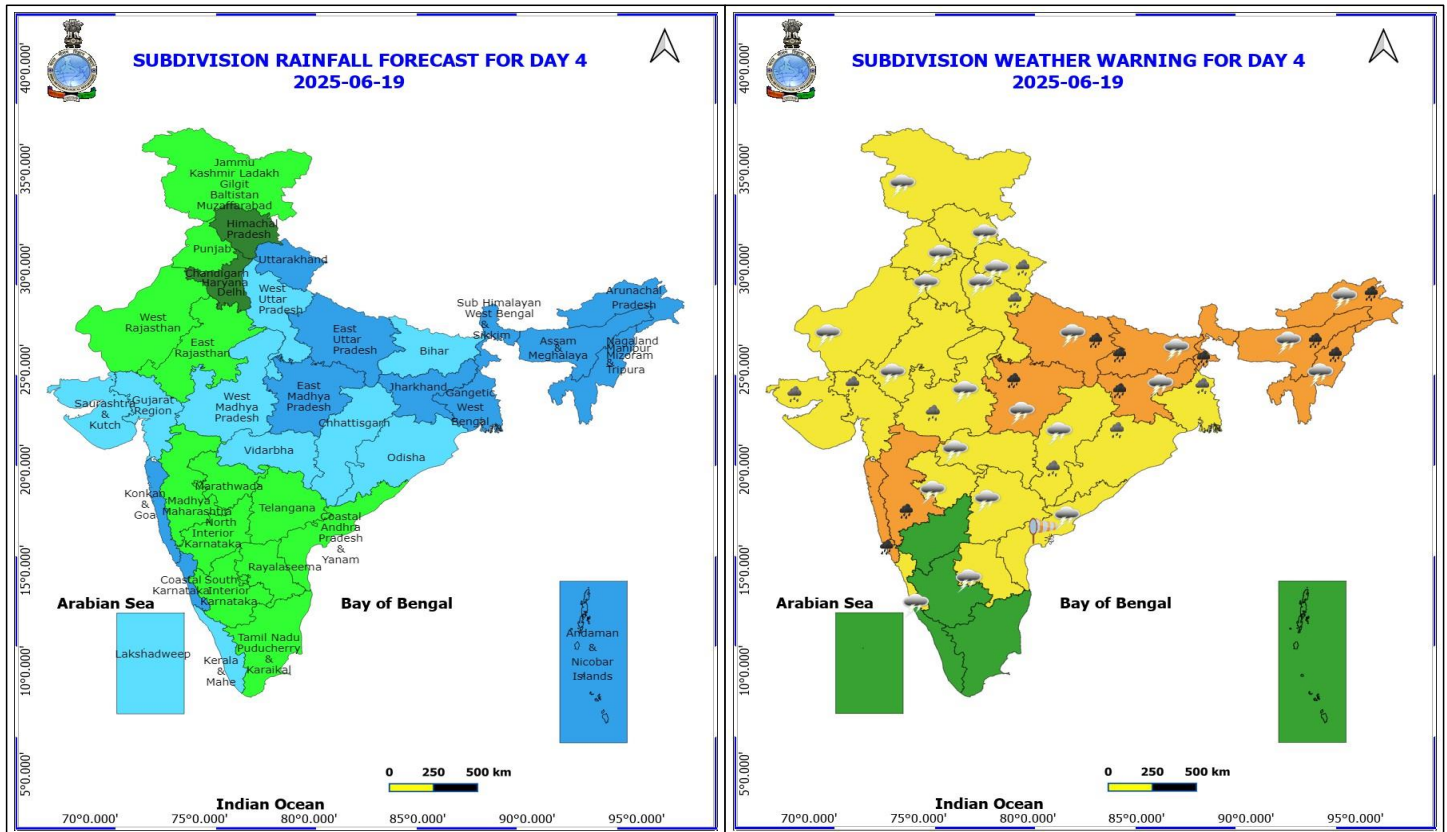 SUBDIVISION RAINFALL FORECAST FOR DAY 4
2025-06-19
40°0.000'
35°0.000'
30°0.000'
25°0.000'
20°0.000'
15°0.000'
10°0.000'
5°0.000'
Jammu
Kashmir Ladakh
Gilgit
Baltistan
Muzaffarabad
Himachal
Pradesh
Punjab
Uttarakhand
Chandigarh
Haryana
Delhi
West
Uttar
Pradesh
West
Rajasthan
East
Rajasthan
East
Uttar
Pradesh
Bihar
Sub Himalayan
West Bengal
&
Sikkim
Arunachal
Pradesh
Assam
&
Meghalaya
Nagaland
Manipur
Mizoram
&
Tripura
Saurashtra
&
Kutch
Gujarat
Region
West
Madhya
Pradesh
East
Madhya
Pradesh
Jharkhand
Gangetic
West
Bengal
Chhattisgarh
Vidarbha
Odisha
Konkan
&
Goa
Madhya
Maharashtra
Marathwada
Telangana
North
Interior
Karnataka
Coastal
Andhra
Pradesh
&
Yanam
Rayalaseema
Coastal
Karnataka
South
Interior
Karnataka
Tamil Nadu
Puducherry
&
Karaikal
Kerala
&
Mahe
Lakshadweep
Andaman
&
Nicobar
Islands
Arabian Sea
Bay of Bengal
0 250 500 km
Indian Ocean
70°0.000' 75°0.000' 80°0.000' 85°0.000' 90°0.000' 95°0.000'
SUBDIVISION WEATHER WARNING FOR DAY 4
2025-06-19
40°0.000'
35°0.000'
30°0.000'
25°0.000'
20°0.000'
15°0.000'
10°0.000'
5°0.000'
Arabian Sea
Bay of Bengal
0 250 500 km
Indian Ocean
70°0.000' 75°0.000' 80°0.000' 85°0.000' 90°0.000' 95°0.000'